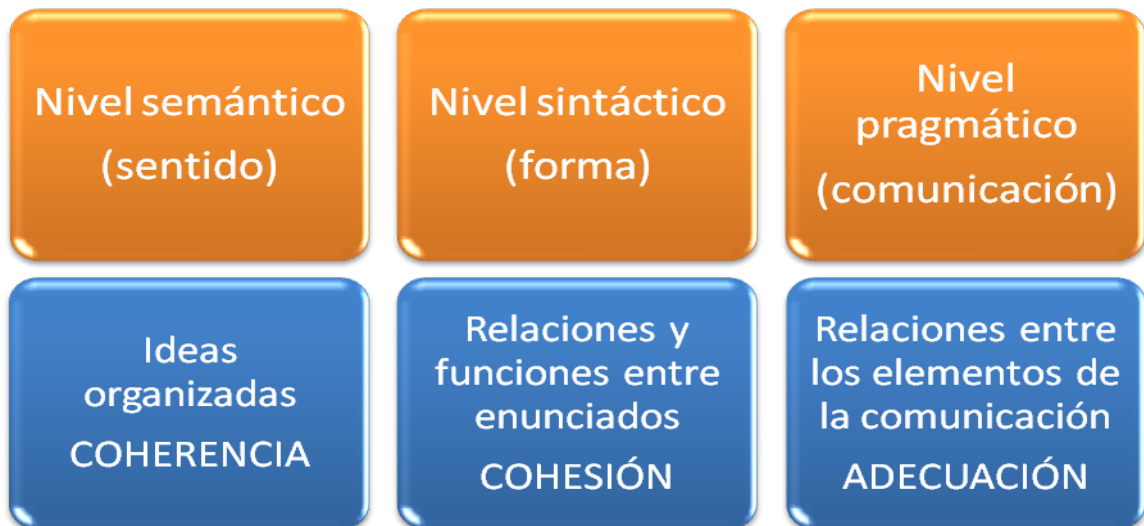 Nivel semántico
(sentido)
Nivel sintáctico
(forma)
Nivel
pragmático
(comunicación)
Ideas
organizadas
COHERENCIA
Relaciones y
funciones entre
enunciados
COHESIÓN
Relaciones entre
los elementos de
la comunicación
ADECUACIÓN